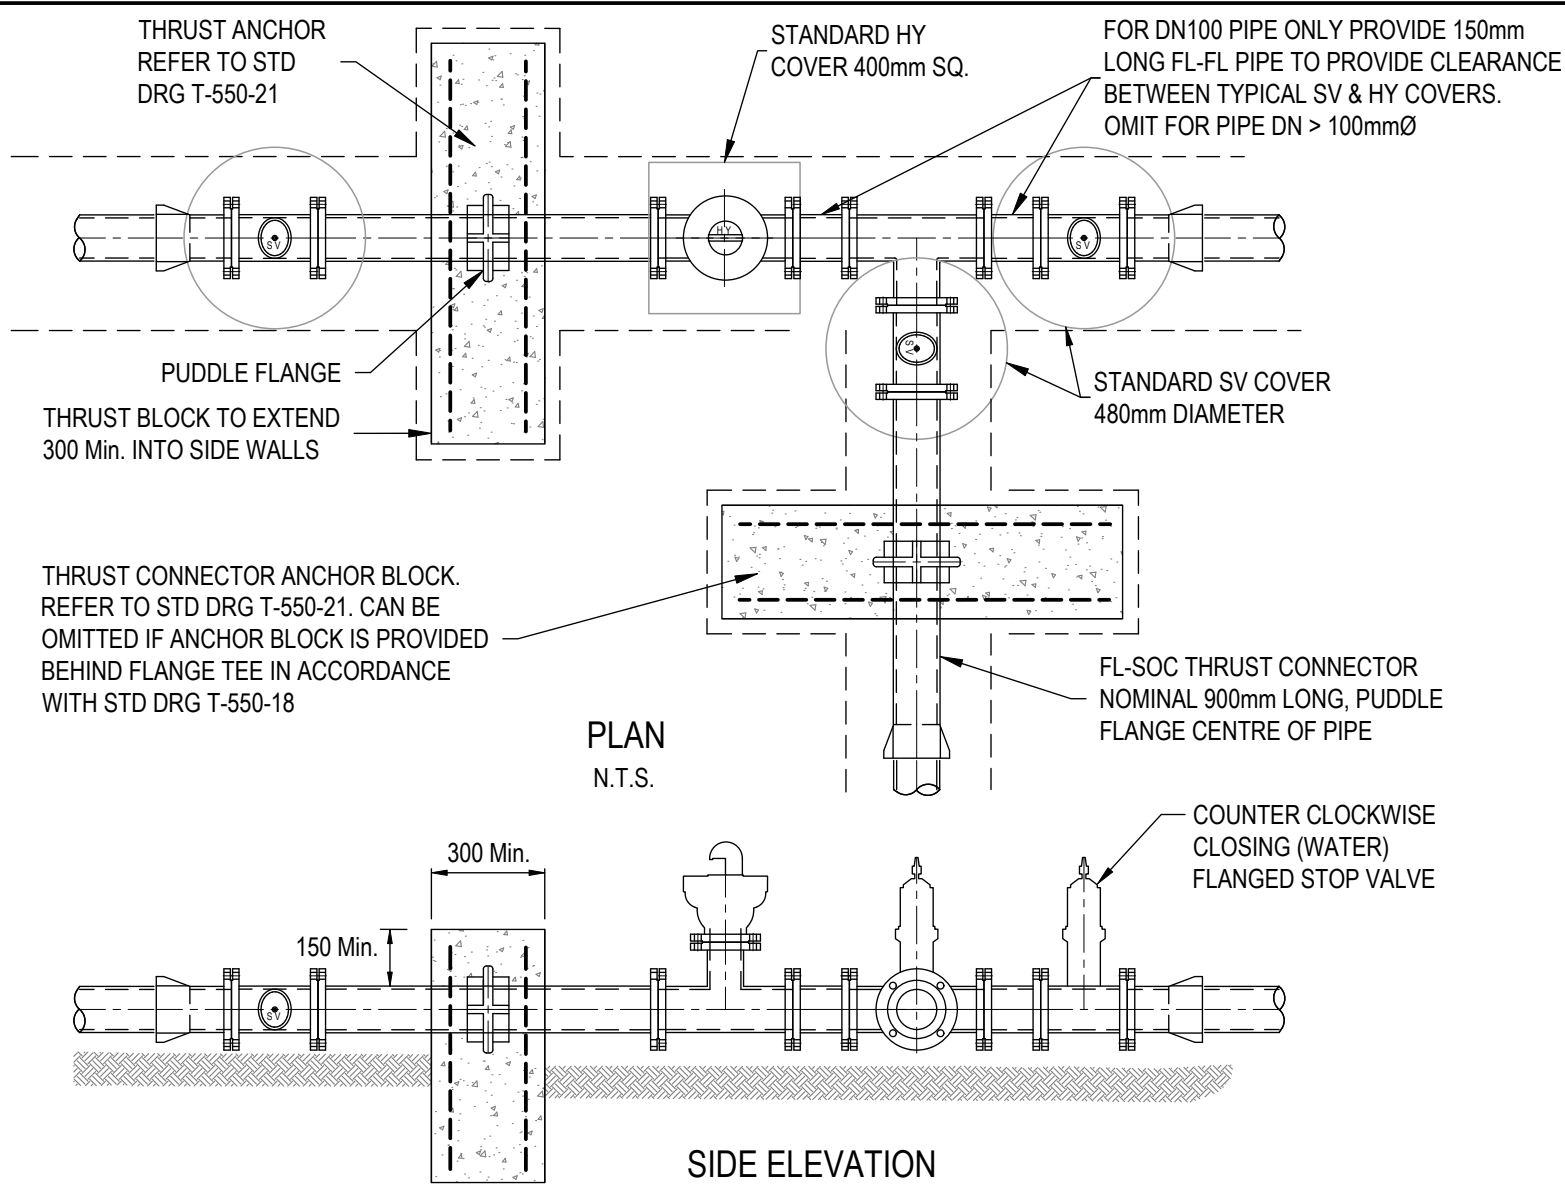 THRUST ANCHOR
REFER TO STD
DRG T-550-21
STANDARD HY
COVER 400mm SQ.
FOR DN100 PIPE ONLY PROVIDE 150mm
LONG FL-FL PIPE TO PROVIDE CLEARANCE
BETWEEN TYPICAL SV & HY COVERS.
OMIT FOR PIPE DN > 100mmØ
SV
HY
SV
SV
PUDDLE FLANGE
THRUST BLOCK TO EXTEND
300 Min. INTO SIDE WALLS
STANDARD SV COVER
480mm DIAMETER
THRUST CONNECTOR ANCHOR BLOCK.
REFER TO STD DRG T-550-21. CAN BE
OMITTED IF ANCHOR BLOCK IS PROVIDED
BEHIND FLANGE TEE IN ACCORDANCE
WITH STD DRG T-550-18
FL-SOC THRUST CONNECTOR
NOMINAL 900mm LONG, PUDDLE
FLANGE CENTRE OF PIPE
PLAN
N.T.S.
COUNTER CLOCKWISE
CLOSING (WATER)
FLANGED STOP VALVE
300 Min.
150 Min.
SV
SIDE ELEVATION